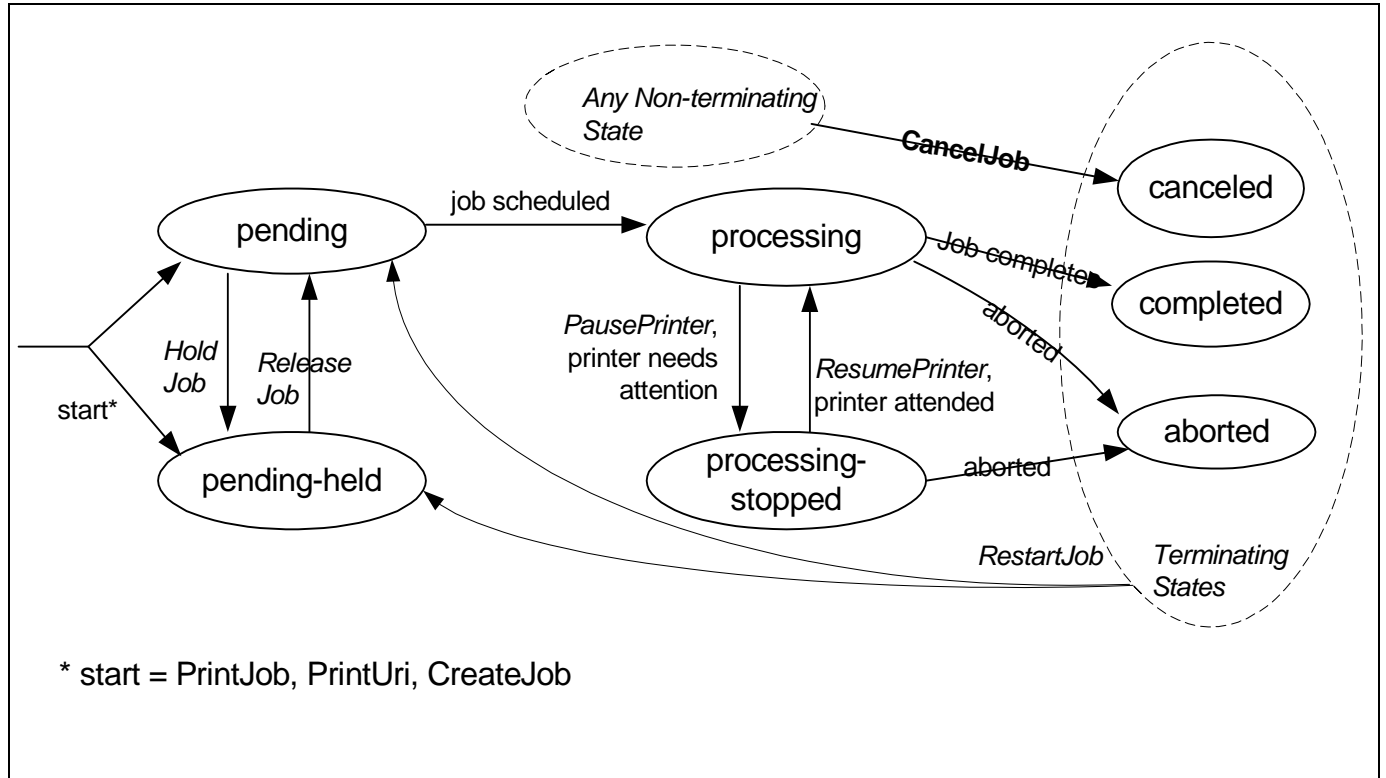 Any Non-terminating
State
CancelJob
canceled
pending
job scheduled
processing
Job completed
completed
Hold
Job
Release
Job
PausePrinter,
printer needs
attention
ResumePrinter,
printer attended
aborted
aborted
start*
pending-held
processing-
stopped
aborted
RestartJob
Terminating
States
* start = PrintJob, PrintUri, CreateJob